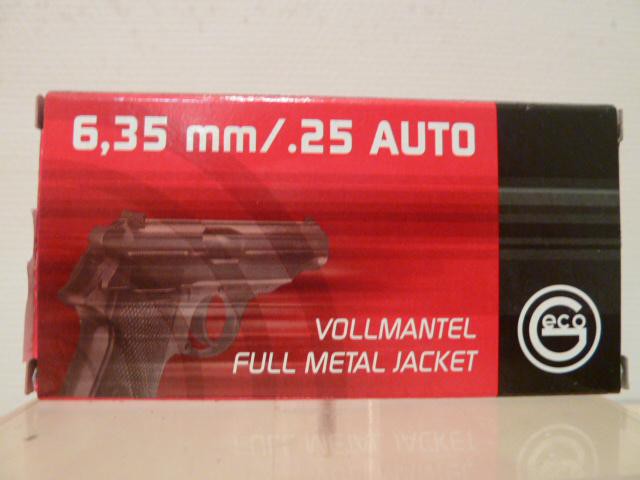 6,35 mm/.25 AUTO
VOLLMANTEL
FULL METAL JACKET
Geco